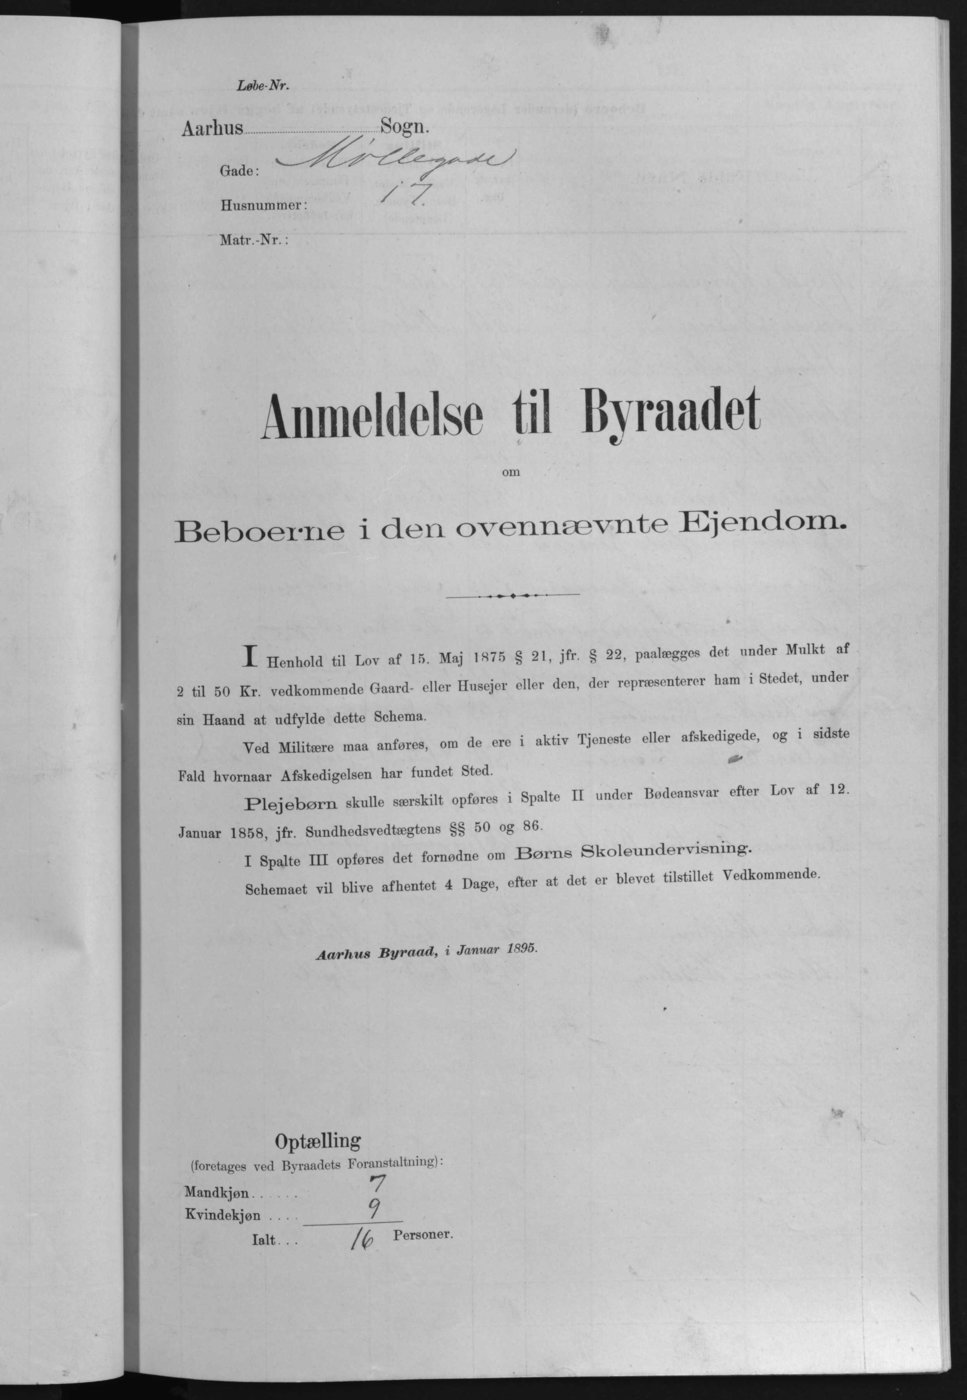 Løbe-Nr.
Aarhus Sogn.
Gade: Møllegade
Husnummer: 17.
Matr.-Nr.:
Anmeldelse til Byraadet
om
Beboerne i den ovennævnte Ejendom.
I Henhold til Lov af 15. Maj 1875 § 21, jfr. § 22, paalægges det under Mulkt af
2 til 50 Kr. vedkommende Gaard- eller Husejer eller den, der repræsenterer ham i Stedet, under
sin Haand at udfylde dette Schema.
Ved Militære maa anføres, om de ere i aktiv Tjeneste eller afskedigede, og i sidste
Fald hvornaar Afskedigelsen har fundet Sted.
Plejebørn skulle særskilt opføres i Spalte II under Bødeansvar efter Lov af 12.
Januar 1858, jfr. Sundhedsvedtægtens §§ 50 og 86.
I Spalte III opføres det fornødne om Børns Skoleundervisning.
Schemaet vil blive afhentet 4 Dage, efter at det er blevet tilstillet Vedkommende.
Aarhus Byraad, i Januar 1895.
Optælling
(foretages ved Byraadets Foranstaltning):
Mandkjøn...... 7
Kvindekjøn .... 9
Ialt... 16 Personer.